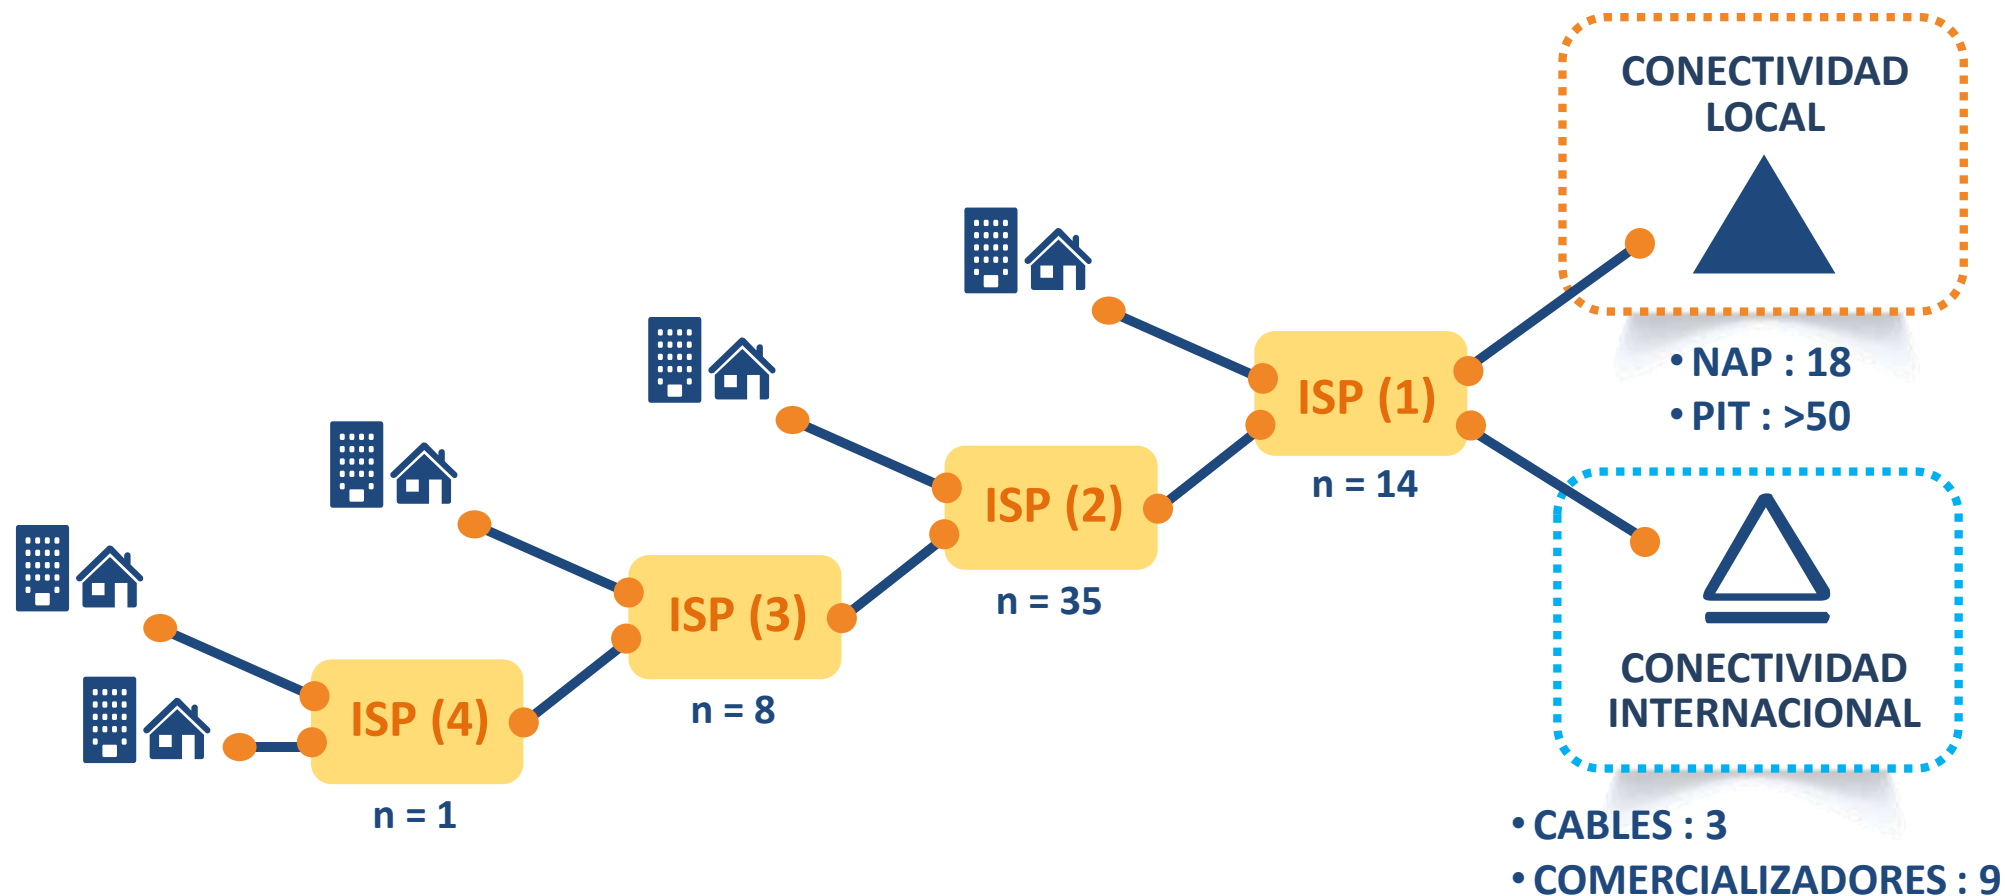 CONECTIVIDAD
LOCAL
• NAP : 18
• PIT : >50
ISP (1)
n = 14
ISP (2)
n = 35
ISP (3)
n = 8
ISP (4)
n = 1
CONECTIVIDAD
INTERNACIONAL
• CABLES : 3
• COMERCIALIZADORES : 9